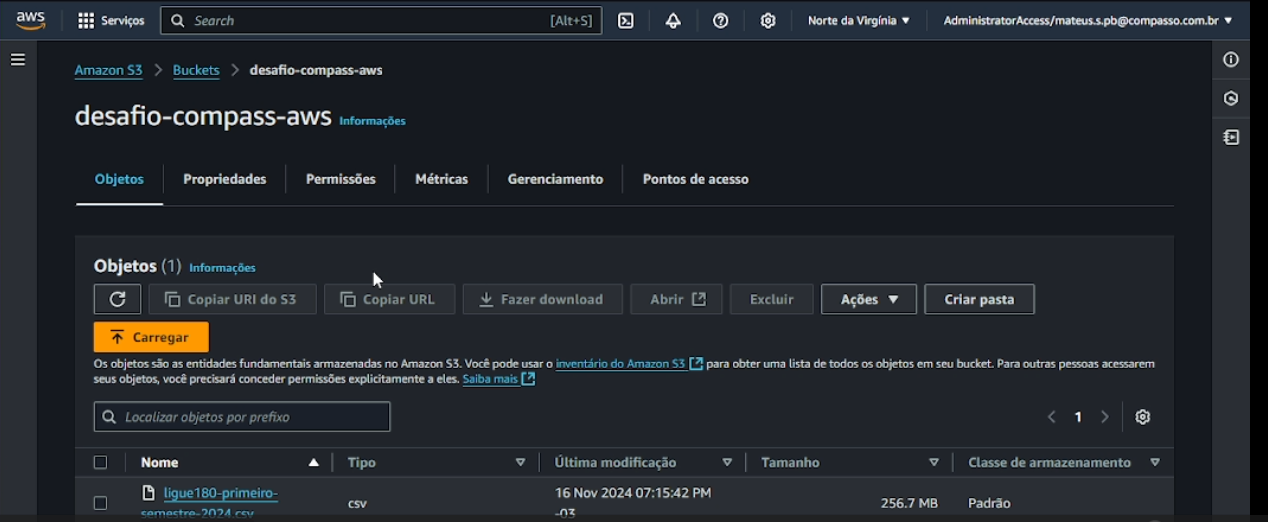 aws Serviços Search [Alt+S] Norte da Virgínia ▼ AdministratorAccess/mateus.s.pb@compasso.com.br ▼
Amazon S3 > Buckets > desafio-compass-aws
desafio-compass-aws Informações
Objetos Propriedades Permissões Métricas Gerenciamento Pontos de acesso
Objetos (1) Informações
Copiar URI do S3 Copiar URL Fazer download Abrir Excluir Ações ▼ Criar pasta
Carregar
Os objetos são as entidades fundamentais armazenadas no Amazon S3. Você pode usar o inventário do Amazon S3 para obter uma lista de todos os objetos em seu bucket. Para outras pessoas acessarem
seus objetos, você precisará conceder permissões explicitamente a eles. Saiba mais
Localizar objetos por prefixo < 1 >
Nome Tipo Última modificação Tamanho Classe de armazenamento
ligue180-primeiro- 16 Nov 2024 07:15:42 PM
csv 256.7 MB Padrão
semestre-2024.csv -03